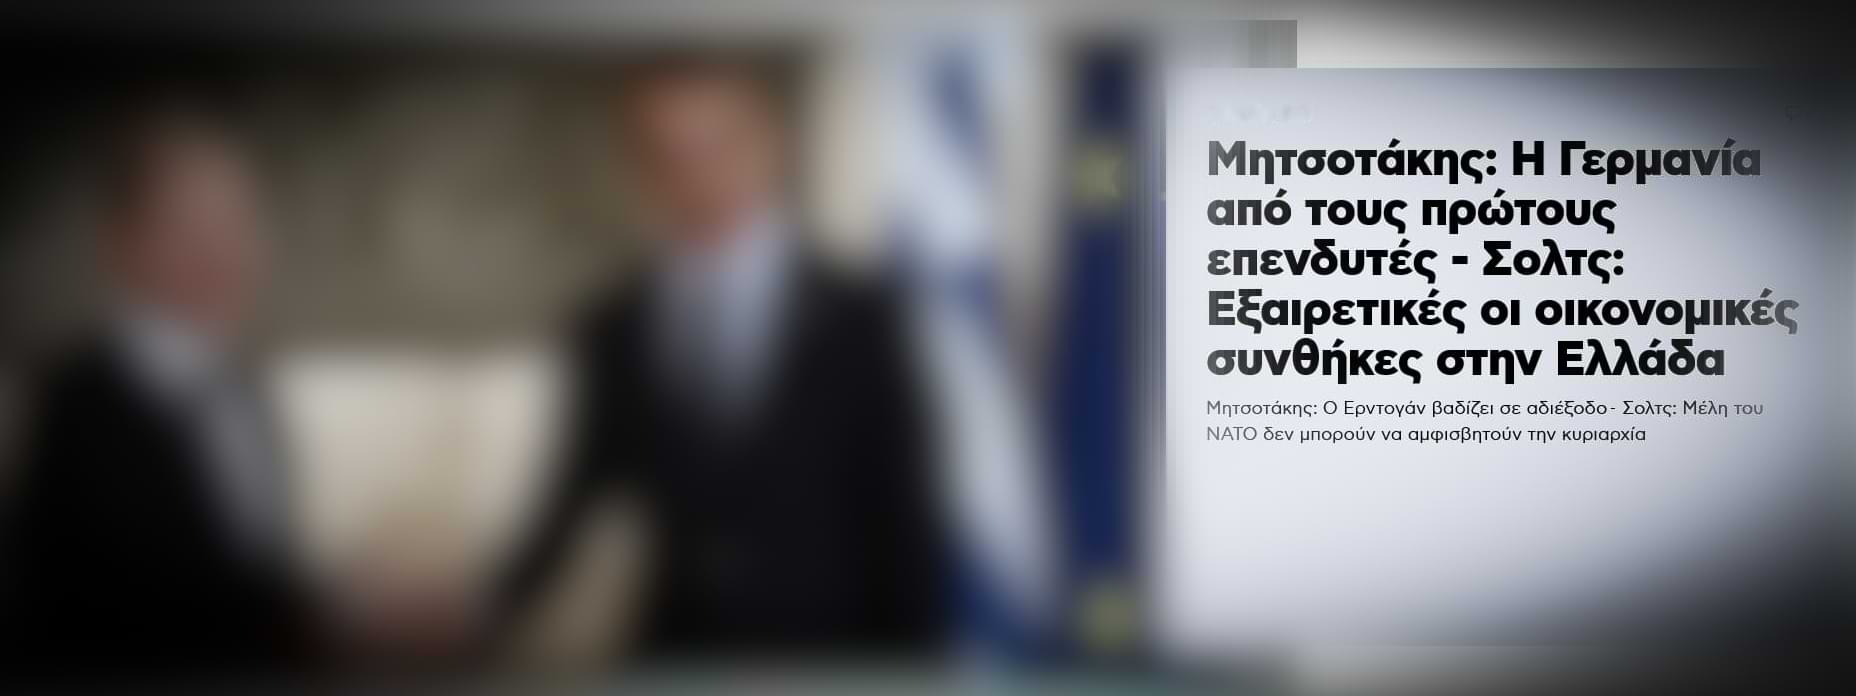 Μητσοτάκης: Η Γερμανία
από τους πρώτους
επενδυτές - Σολτς:
Εξαιρετικές οι οικονομικές
συνθήκες στην Ελλάδα
Μητσοτάκης: Ο Ερντογάν βαδίζει σε αδιέξοδο - Σολτς: Μέλη του
ΝΑΤΟ δεν μπορούν να αμφισβητούν την κυριαρχία